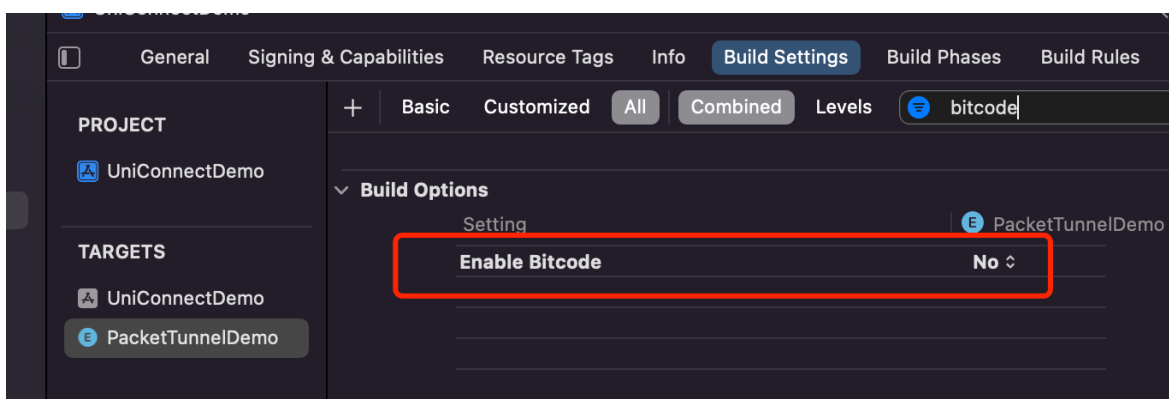 UniConnectDemo
General Signing & Capabilities Resource Tags Info Build Settings Build Phases Build Rules
+ Basic Customized All Combined Levels bitcode
PROJECT
UniConnectDemo
TARGETS
UniConnectDemo
E PacketTunnelDemo
Build Options
Setting E PacketTunnelDemo
Enable Bitcode No